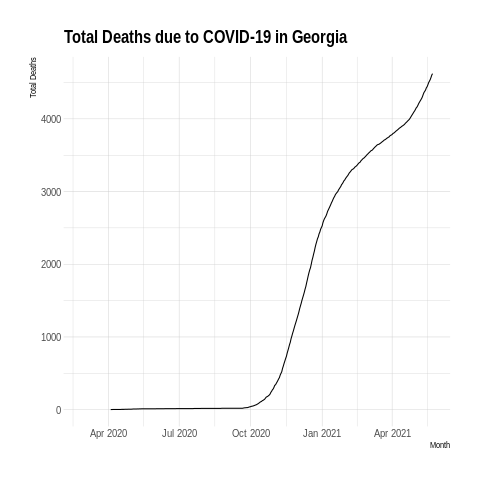 Total Deaths due to COVID-19 in Georgia
Total Deaths
4000
3000
2000
1000
0
Apr 2020 Jul 2020 Oct 2020 Jan 2021 Apr 2021
Month